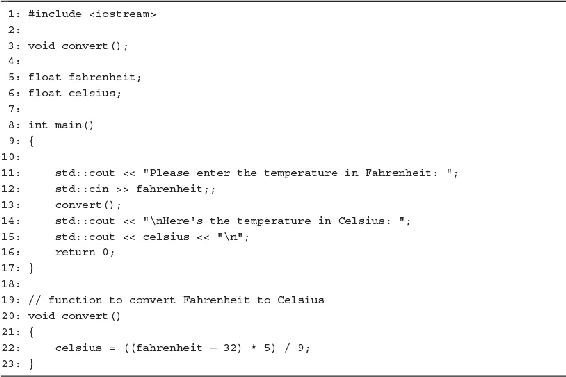 1: #include <iostream>
2:
3: void convert();
4:
5: float fahrenheit;
6: float celsius;
7:
8: int main()
9: {
10:
11:     std::cout << "Please enter the temperature in Fahrenheit: ";
12:     std::cin >> fahrenheit;;
13:     convert();
14:     std::cout << "\nHere's the temperature in Celsius: ";
15:     std::cout << celsius << "\n";
16:     return 0;
17: }
18:
19: // function to convert Fahrenheit to Celsius
20: void convert()
21: {
22:     celsius = ((fahrenheit - 32) * 5) / 9;
23: }